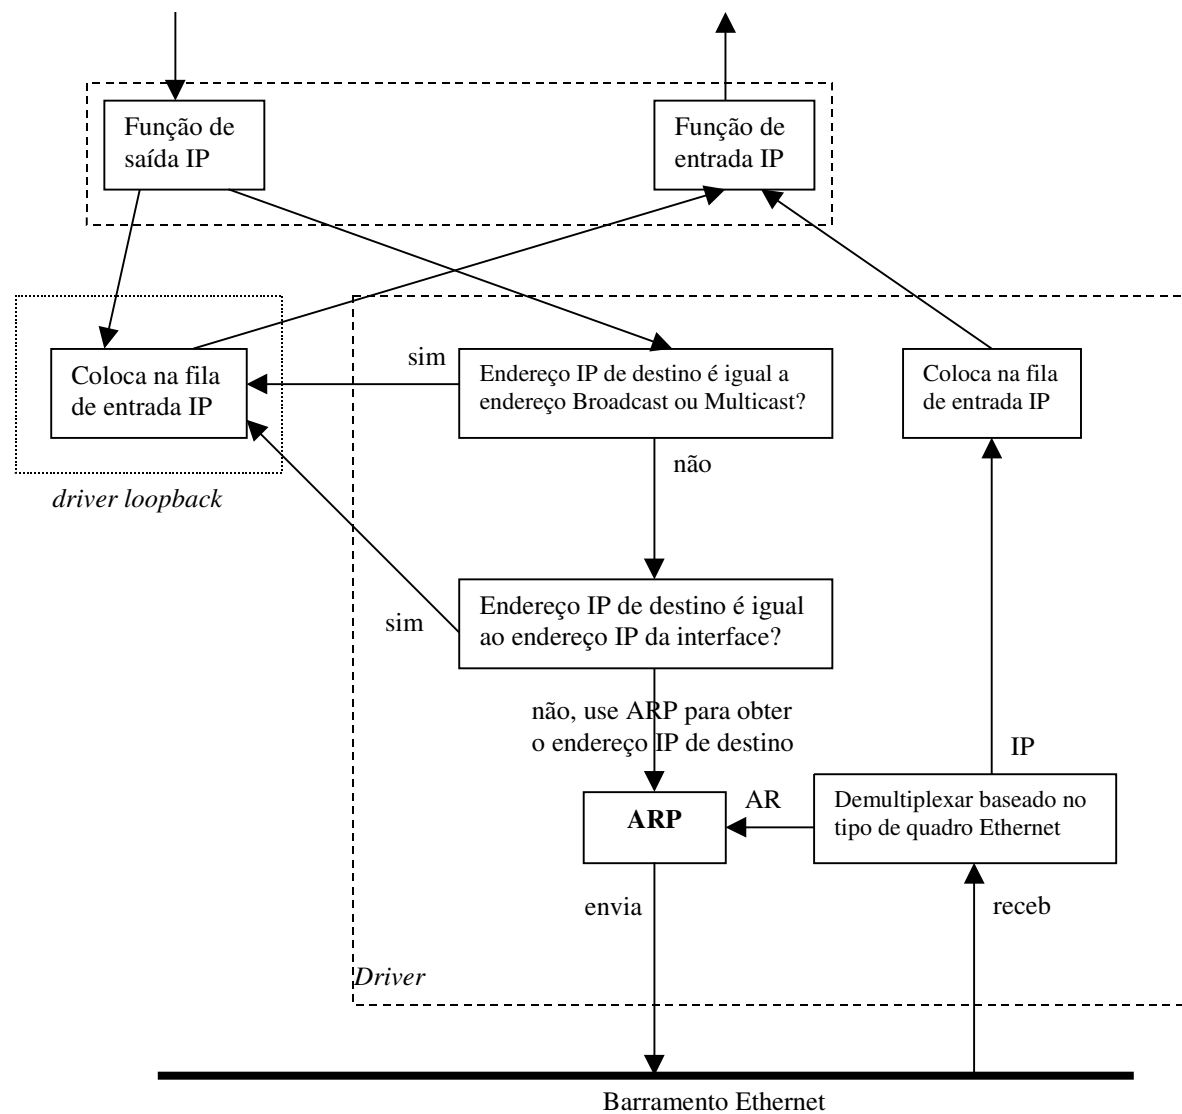 Função de
saída IP
Função de
entrada IP
sim
Coloca na fila
de entrada IP
Endereço IP de destino é igual a
endereço Broadcast ou Multicast?
Coloca na fila
de entrada IP
não
driver loopback
Endereço IP de destino é igual
ao endereço IP da interface?
sim
não, use ARP para obter
o endereço IP de destino
IP
ARP
AR
Demultiplexar baseado no
tipo de quadro Ethernet
envia
receb
Driver
Barramento Ethernet